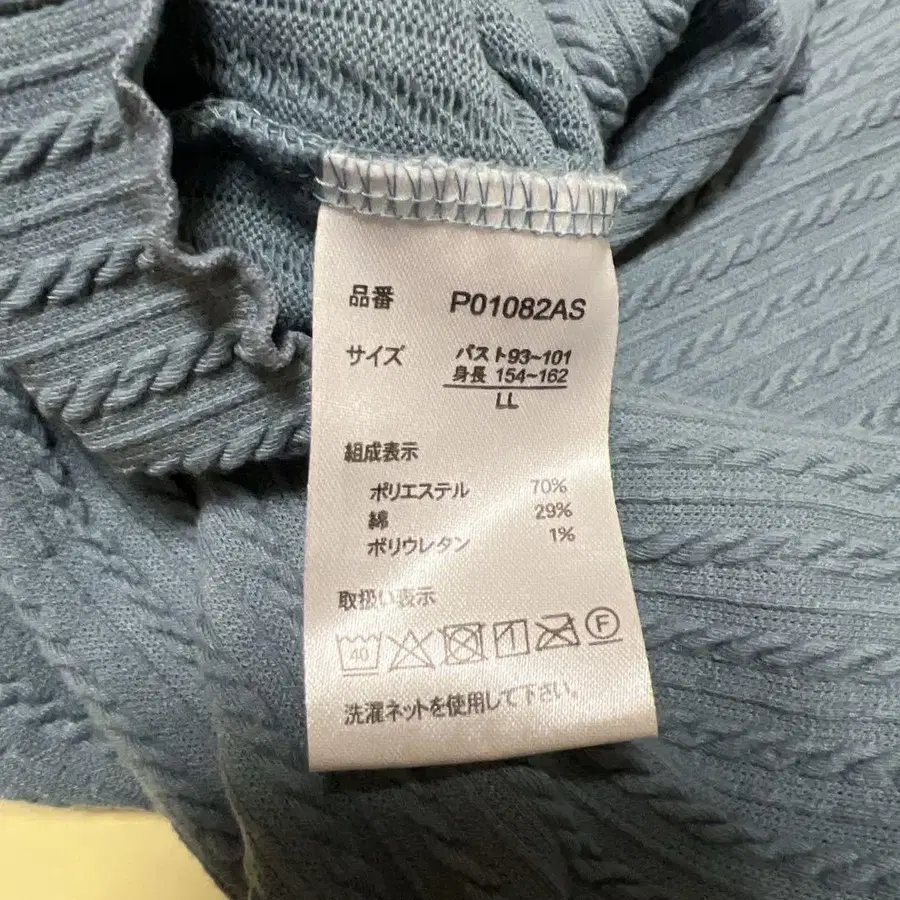 品番 P01082AS
サイズ バスト93~101
身長 154~162
LL
組成表示
ポリエステル 70%
綿 29%
ポリウレタン 1%
取扱い表示
40 F
洗濯ネットを使用して下さい。